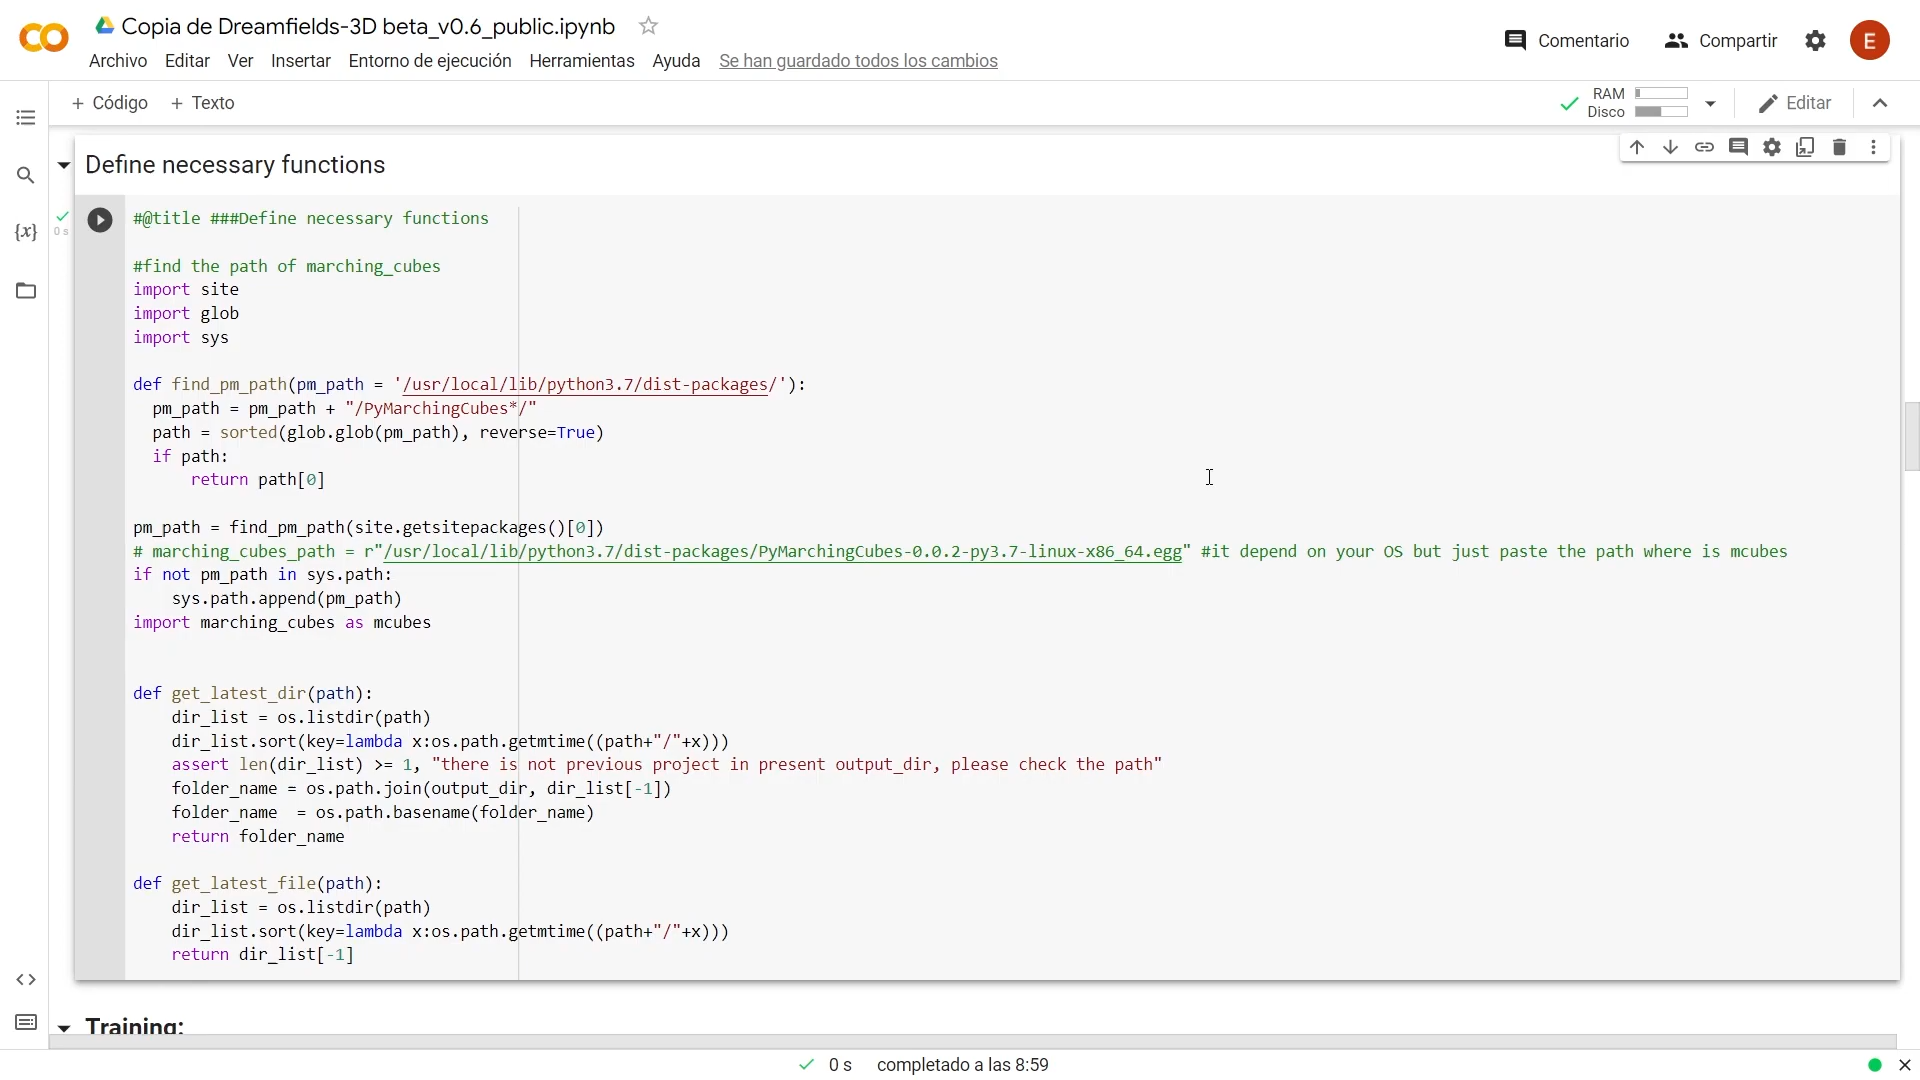 Copia de Dreamfields-3D beta_v0.6_public.ipynb
Comentario
Compartir
E
Archivo Editar Ver Insertar Entorno de ejecución Herramientas Ayuda Se han guardado todos los cambios
+ Código + Texto
RAM
Disco
Editar
Define necessary functions
0 s
#@title ###Define necessary functions
#find the path of marching_cubes
import site
import glob
import sys
def find_pm_path(pm_path = '/usr/local/lib/python3.7/dist-packages/'):
pm_path = pm_path + "/PyMarchingCubes*/"
path = sorted(glob.glob(pm_path), reverse=True)
if path:
return path[0]
pm_path = find_pm_path(site.getsitepackages()[0])
# marching_cubes_path = r"/usr/local/lib/python3.7/dist-packages/PyMarchingCubes-0.0.2-py3.7-linux-x86_64.egg" #it depend on your OS but just paste the path where is mcubes
if not pm_path in sys.path:
sys.path.append(pm_path)
import marching_cubes as mcubes
def get_latest_dir(path):
dir_list = os.listdir(path)
dir_list.sort(key=lambda x:os.path.getmtime((path+"/"+x)))
assert len(dir_list) >= 1, "there is not previous project in present output_dir, please check the path"
folder_name = os.path.join(output_dir, dir_list[-1])
folder_name  = os.path.basename(folder_name)
return folder_name
def get_latest_file(path):
dir_list = os.listdir(path)
dir_list.sort(key=lambda x:os.path.getmtime((path+"/"+x)))
return dir_list[-1]
Training:
0 s completado a las 8:59